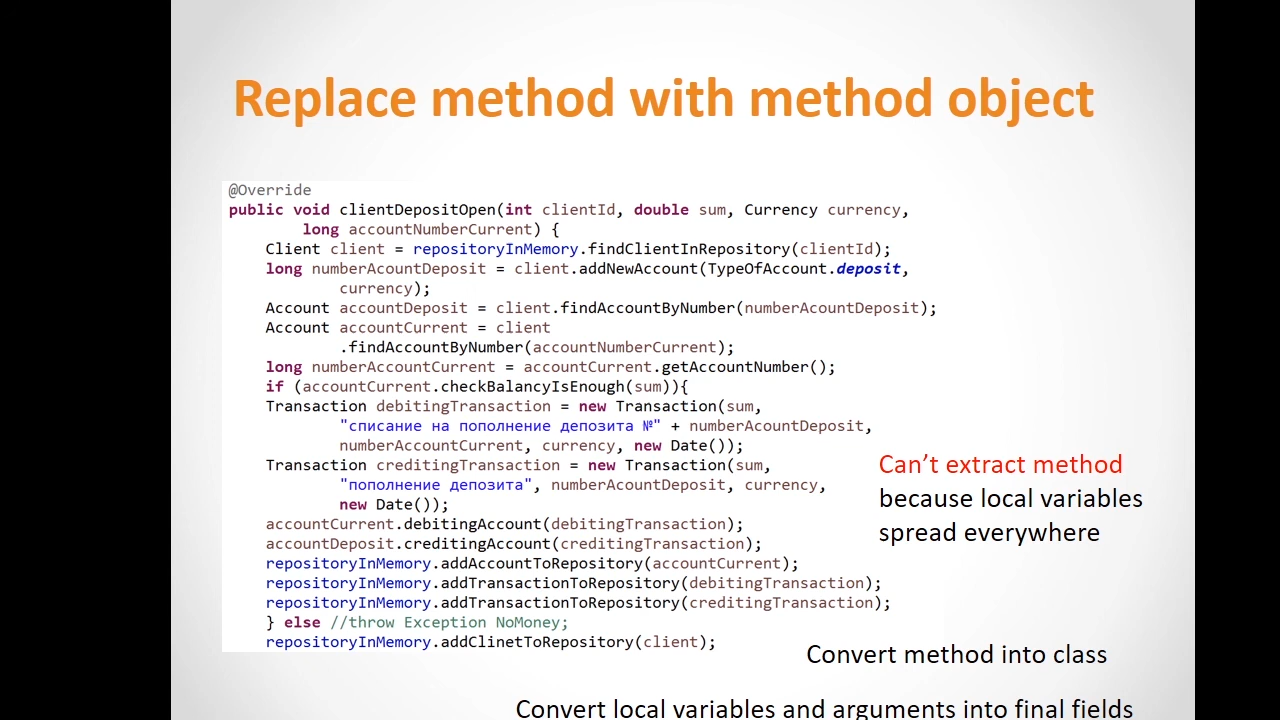 Replace method with method object
@Override
public void clientDepositOpen(int clientId, double sum, Currency currency,
long accountNumberCurrent) {
Client client = repositoryInMemory.findClientInRepository(clientId);
long numberAcountDeposit = client.addNewAccount(TypeOfAccount.deposit,
currency);
Account accountDeposit = client.findAccountByNumber(numberAcountDeposit);
Account accountCurrent = client
.findAccountByNumber(accountNumberCurrent);
long numberAccountCurrent = accountCurrent.getAccountNumber();
if (accountCurrent.checkBalancyIsEnough(sum)){
Transaction debitingTransaction = new Transaction(sum,
"списание на пополнение депозита №" + numberAcountDeposit,
numberAccountCurrent, currency, new Date());
Transaction creditingTransaction = new Transaction(sum,
"пополнение депозита", numberAcountDeposit, currency,
new Date());
accountCurrent.debitingAccount(debitingTransaction);
accountDeposit.creditingAccount(creditingTransaction);
repositoryInMemory.addAccountToRepository(accountCurrent);
repositoryInMemory.addTransactionToRepository(debitingTransaction);
repositoryInMemory.addTransactionToRepository(creditingTransaction);
} else //throw Exception NoMoney;
repositoryInMemory.addClinetToRepository(client);
Can’t extract method
because local variables
spread everywhere
Convert method into class
Convert local variables and arguments into final fields